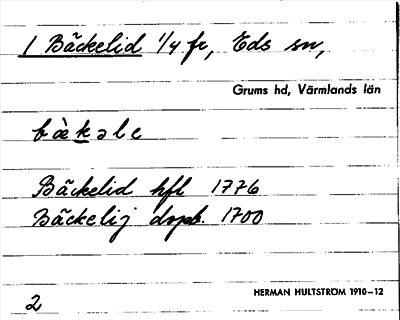 1 Bäckelid 1/4 fr, Eds sn,
Grums hd, Värmlands län
bὰkəle
Bäckelid hfl 1776
Bäckelij dopb. 1700
HERMAN HULTSTRÖM 1910–12
2